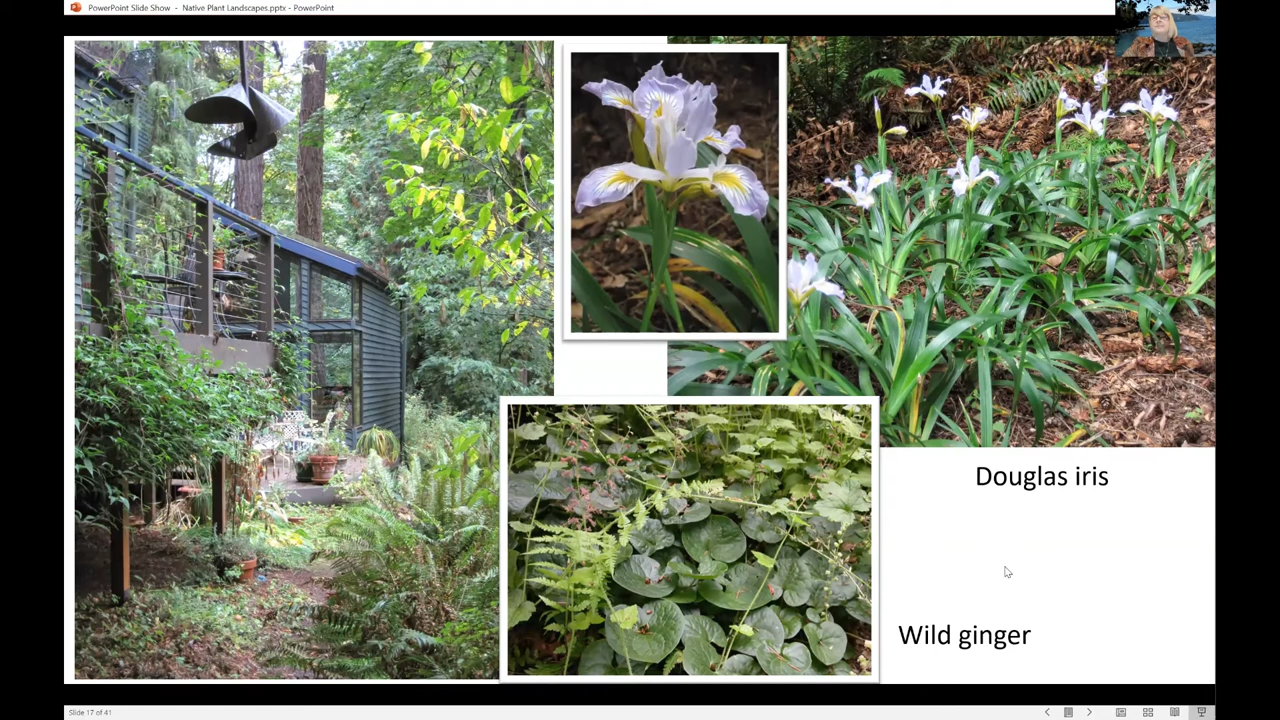 PowerPoint Slide Show - Native Plant Landscapes.pptx - PowerPoint
Douglas iris
Wild ginger
Slide 17 of 41